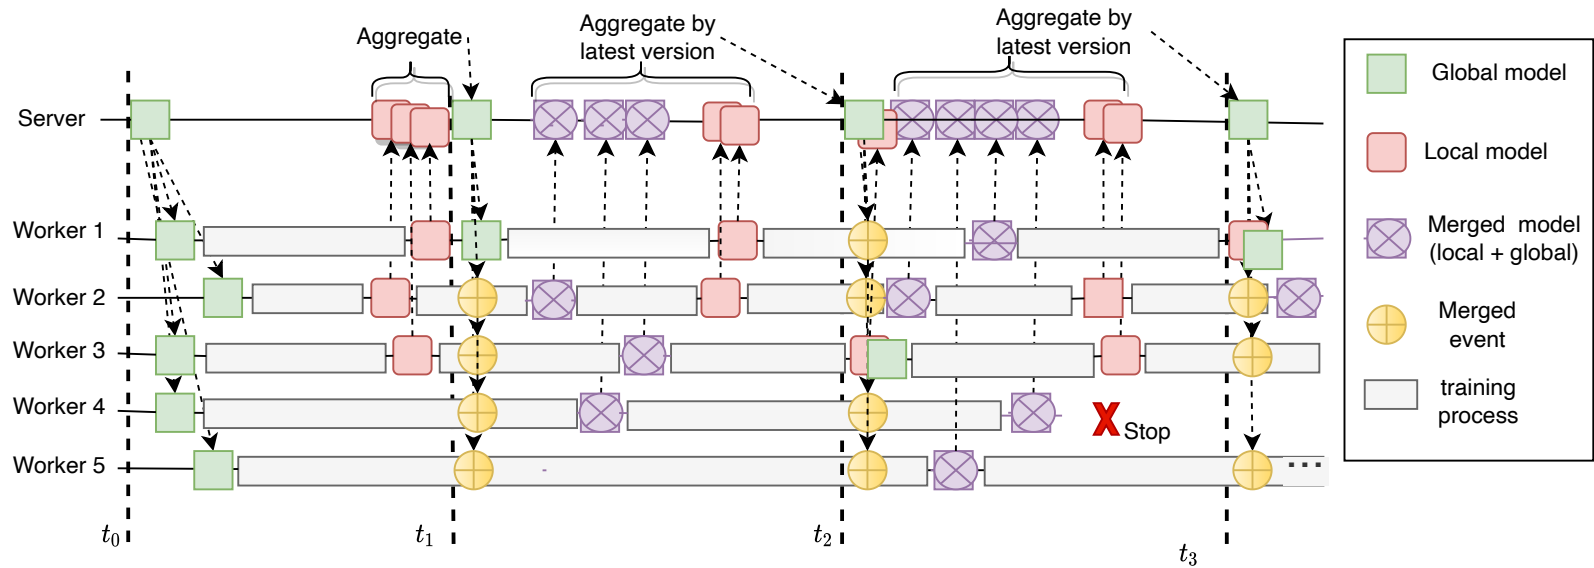 Aggregate
Aggregate by
latest version
Aggregate by
latest version
Server
Worker 1
Worker 2
Worker 3
Worker 4
Worker 5
Stop
...
t0
t1
t2
t3
Global model
Local model
Merged model
(local + global)
Merged
event
training
process